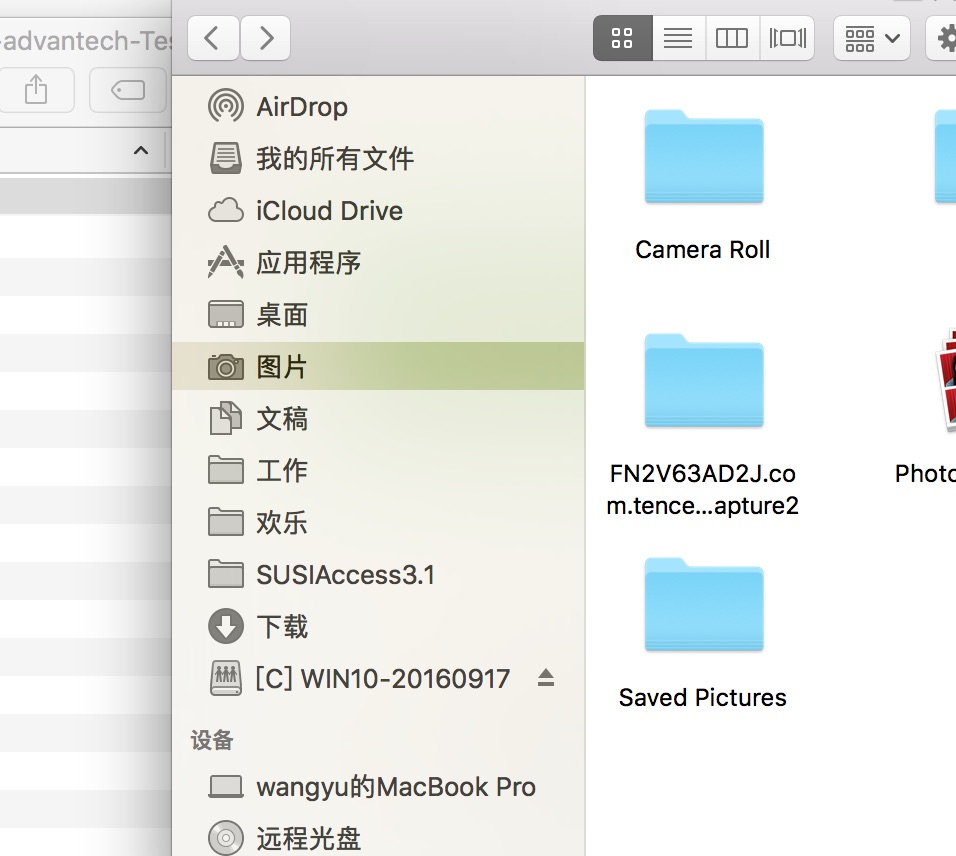 -advantech-Tes
AirDrop
我的所有文件
iCloud Drive
应用程序
桌面
图片
文稿
工作
欢乐
SUSIAccess3.1
下载
[C] WIN10-20160917
设备
wangyu的MacBook Pro
远程光盘
Camera Roll
FN2V63AD2J.co
m.tence...apture2
Photo
Saved Pictures